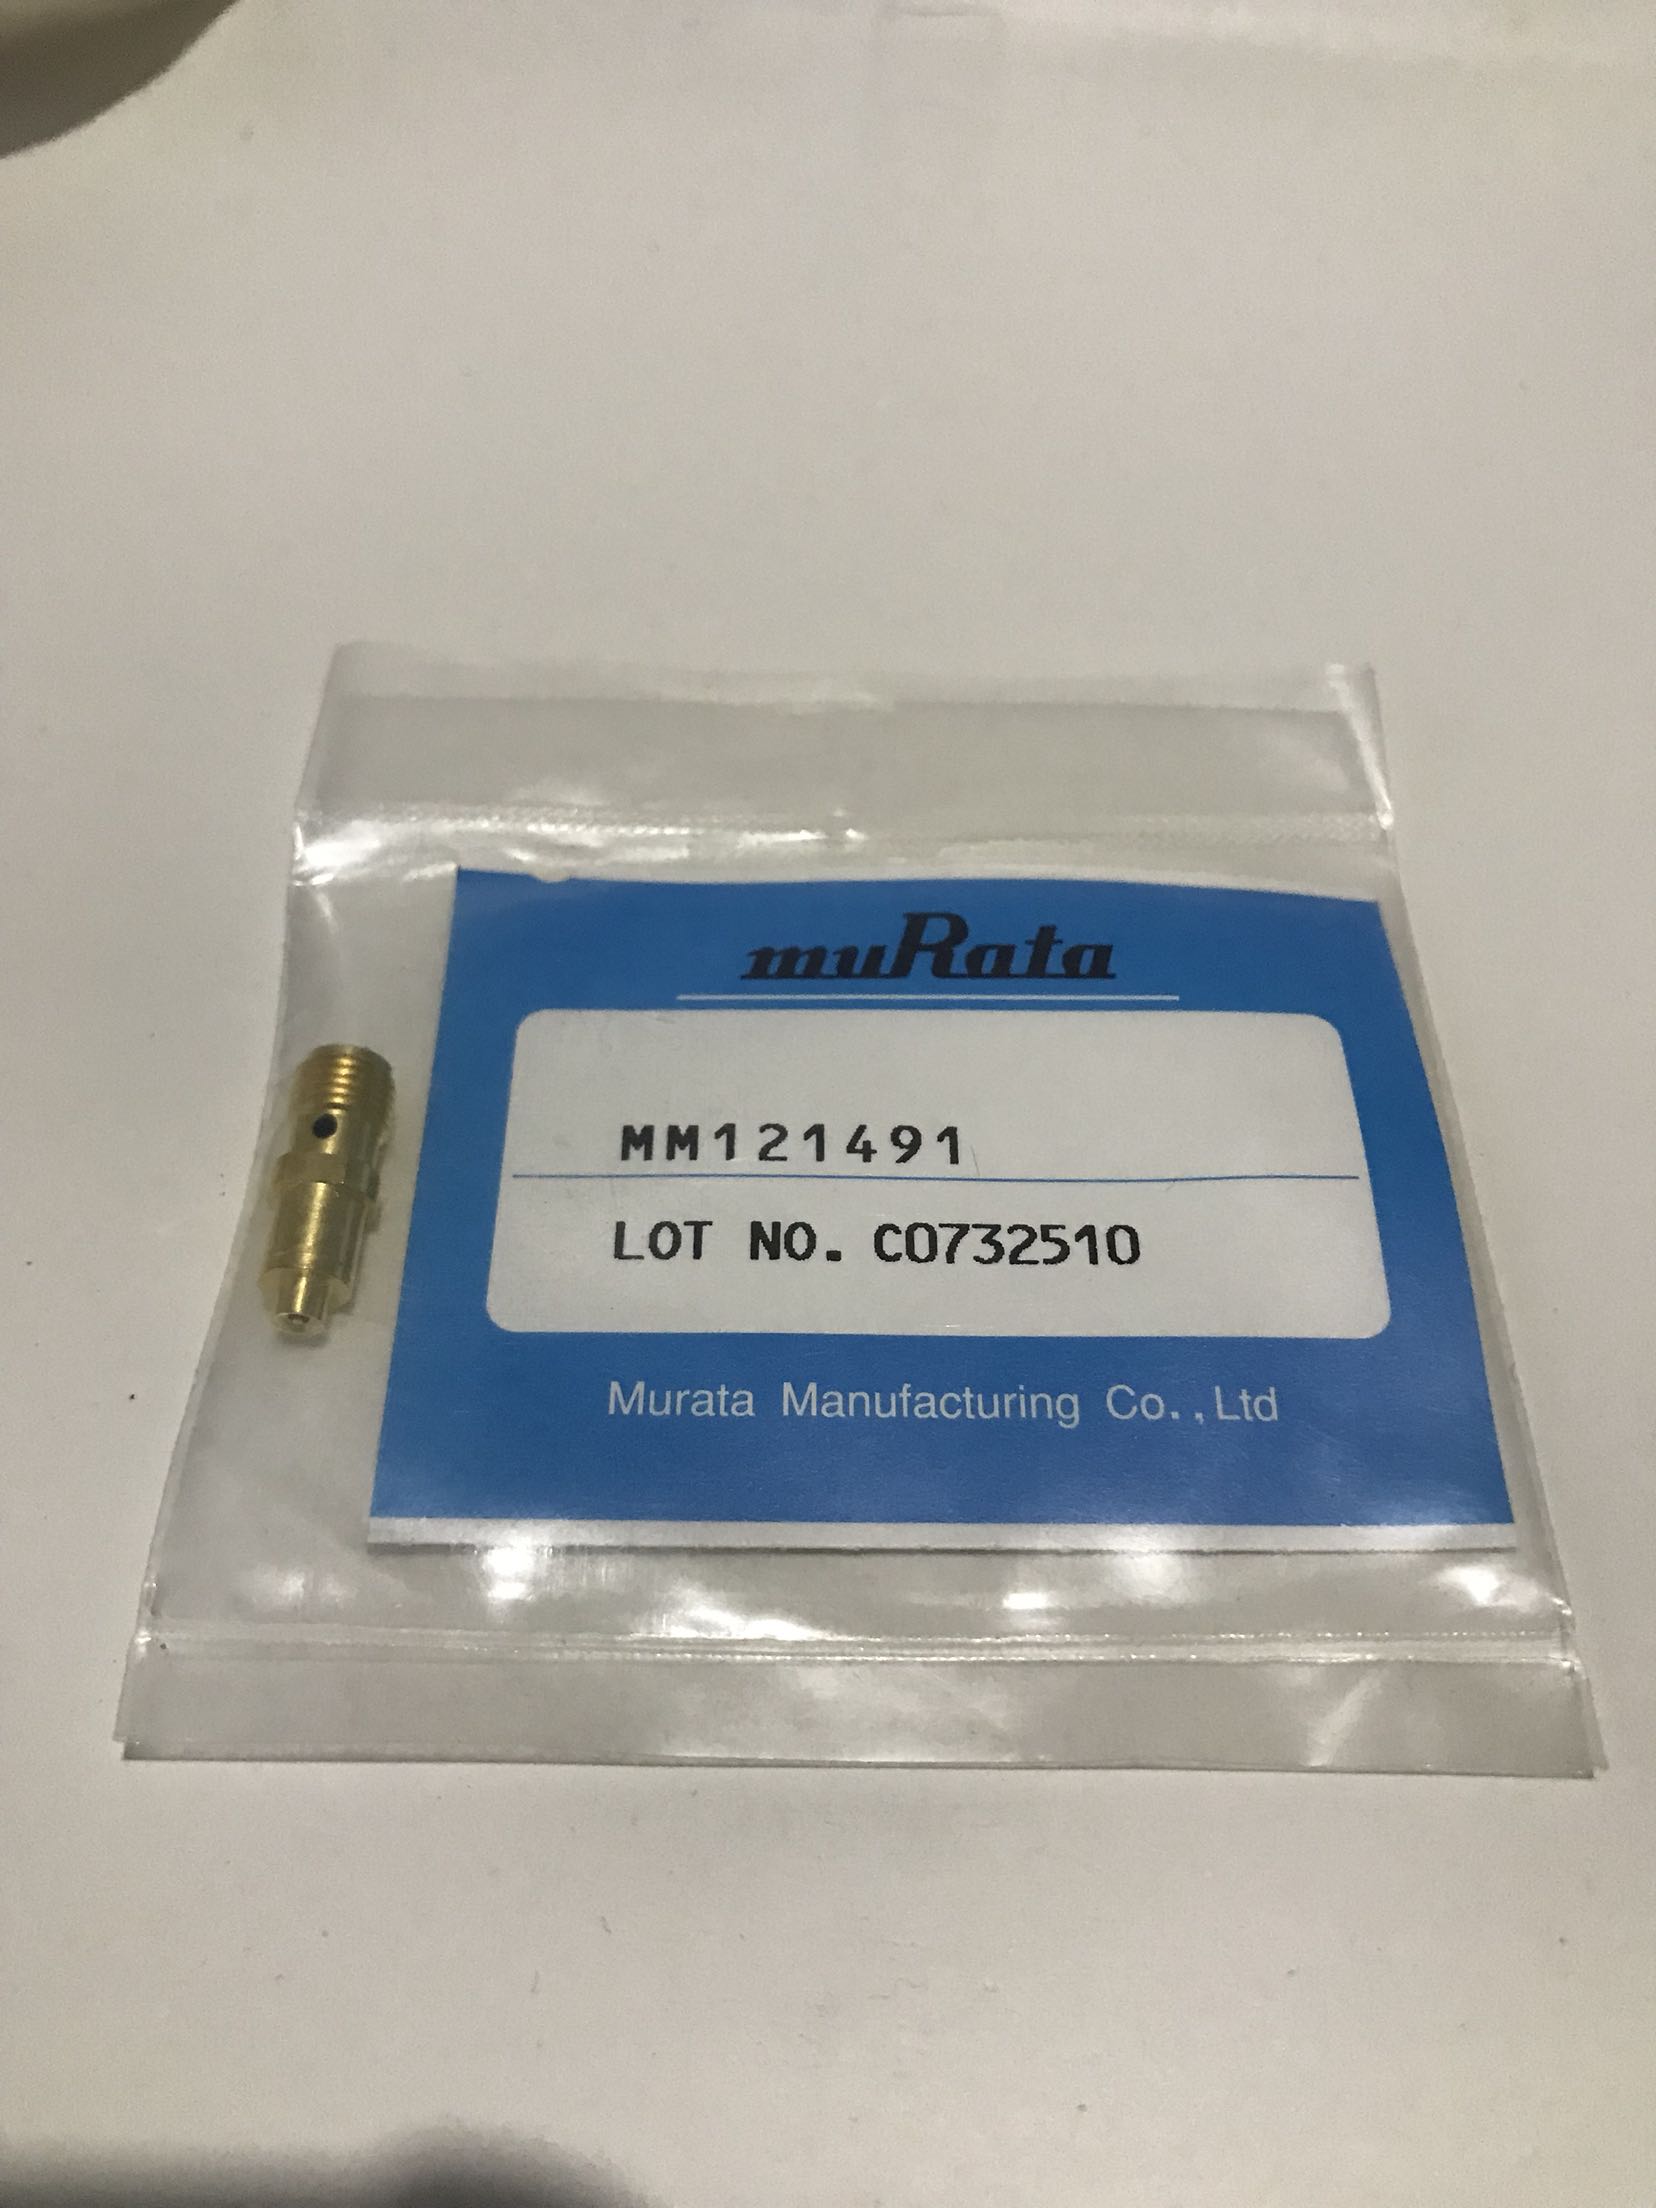 muRata
MM121491
LOT NO. C0732510
Murata Manufacturing Co.,Ltd